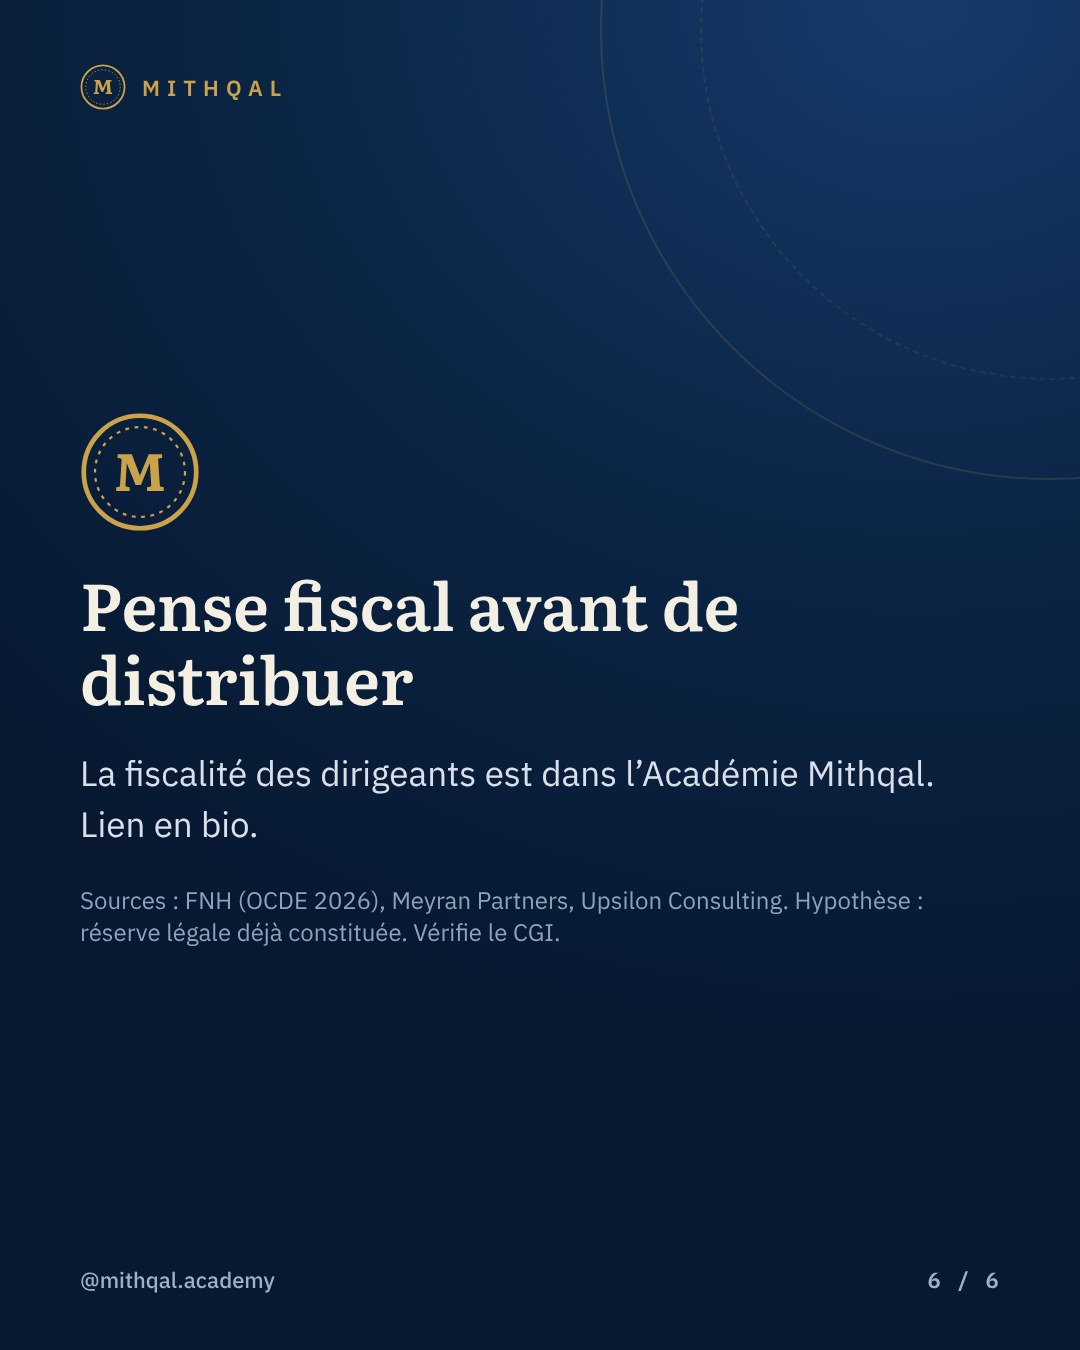 M MITHQAL
M
Pense fiscal avant de
distribuer
La fiscalité des dirigeants est dans l’Académie Mithqal.
Lien en bio.
Sources : FNH (OCDE 2026), Meyran Partners, Upsilon Consulting. Hypothèse :
réserve légale déjà constituée. Vérifie le CGI.
@mithqal.academy
6 / 6